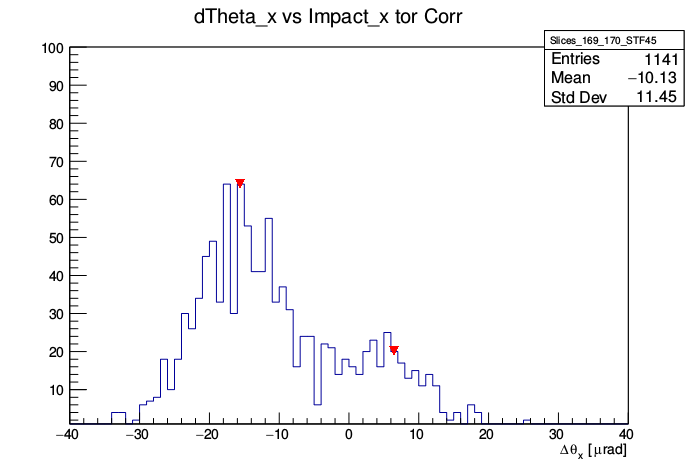 dTheta_x vs Impact_x tor Corr
Slices_169_170_STF45
Entries 1141
Mean −10.13
Std Dev 11.45
100
90
80
70
60
50
40
30
20
10
−40 −30 −20 −10 0 10 20 30 40
Δθx [μrad]